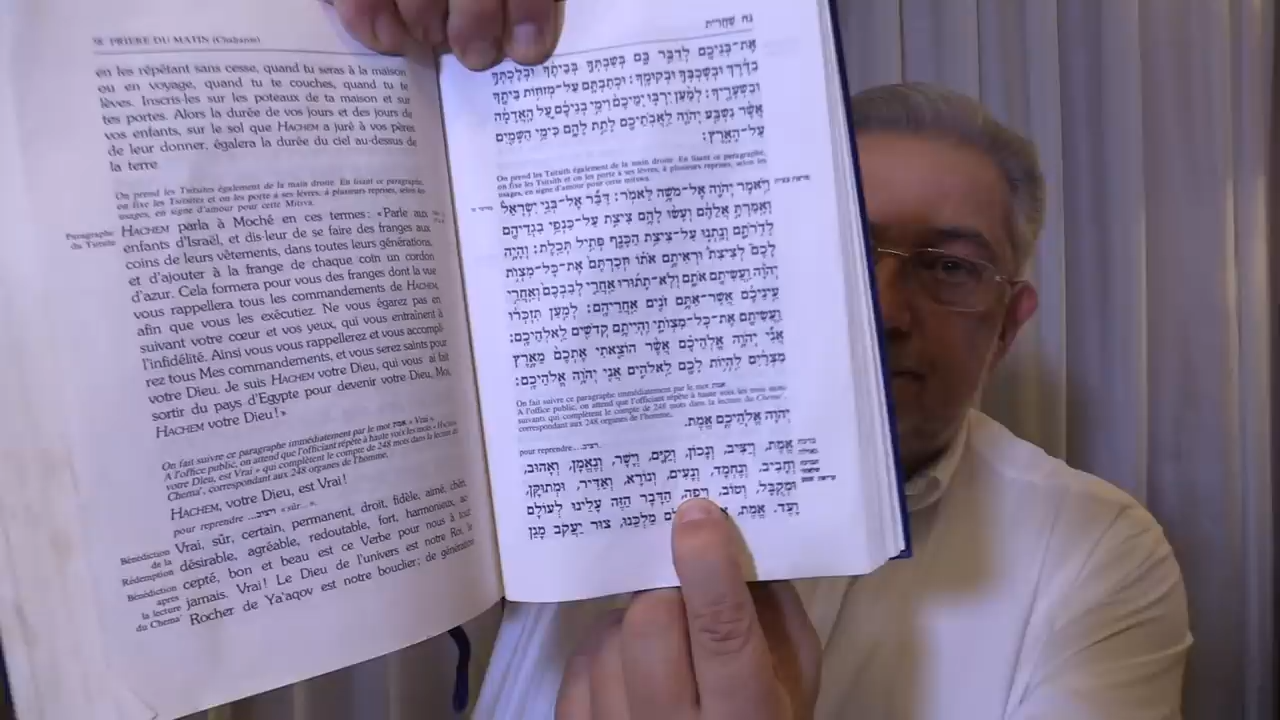 58 PRIERE DU MATIN (Chaharite)
en les répétant sans cesse, quand tu seras à la maison
ou en voyage, quand tu te couches, quand tu te
lèves. Inscris-les sur les poteaux de ta maison et sur
tes portes. Alors la durée de vos jours et des jours de
vos enfants, sur le sol que HACHEM a juré à vos pères
de leur donner, égalera la durée du ciel au-dessus de
la terre
On prend les Tsitsites également de la main droite. En lisant ce paragraphe,
on fixe les Tsitsites et on les porte à ses lèvres, à plusieurs reprises, selon les
usages, en signe d'amour pour cette Mitsva.
Paragraphe
du Tsitsite
HACHEM parla à Moché en ces termes: «Parle aux
enfants d'Israël, et dis-leur de se faire des franges aux
coins de leurs vêtements, dans toutes leurs générations,
et d'ajouter à la frange de chaque coin un cordon
d'azur. Cela formera pour vous des franges dont la vue
vous rappellera tous les commandements de HACHEM,
afin que vous les exécutiez. Ne vous égarez pas en
suivant votre cœur et vos yeux, qui vous entraînent à
l'infidélité. Ainsi vous vous rappellerez et vous accompli-
rez tous Mes commandements, et vous serez saints pour
votre Dieu. Je suis HACHEM votre Dieu, qui vous ai fait
sortir du pays d'Egypte pour devenir votre Dieu, Moi,
HACHEM votre Dieu!»
On fait suivre ce paragraphe immédiatement par le mot אמת « Vrai ».
A l'office public, on attend que l'officiant répète à haute voix les mots « Hachem
votre Dieu, est Vrai » qui complètent le compte de 248 mots dans la lecture du
Chema', correspondant aux 248 organes de l'homme.
HACHEM, votre Dieu, est Vrai!
pour reprendre ...ויציב « sûr...».
Bénédiction
de la
Rédemption
Bénédiction
après
la lecture
du Chema'
Vrai, sûr, certain, permanent, droit, fidèle, aimé, chéri,
désirable, agréable, redoutable, fort, harmonieux, ac-
cepté, bon et beau est ce Verbe pour nous à tout
jamais. Vrai! Le Dieu de l'univers est notre Roi, le
Rocher de Ya'aqov est notre bouclier; de génération
נח שחרית
אֶת־בְּנֵיכֶם לְדַבֵּר בָּם בְּשִׁבְתְּךָ בְּבֵיתֶךָ וּבְלֶכְתְּךָ
בַדֶּרֶךְ וּבְשָׁכְבְּךָ וּבְקוּמֶךָ: וּכְתַבְתָּם עַל־מְזוּזוֹת בֵּיתֶךָ
וּבִשְׁעָרֶיךָ: לְמַעַן יִרְבּוּ יְמֵיכֶם וִימֵי בְנֵיכֶם עַל הָאֲדָמָה
אֲשֶׁר נִשְׁבַּע יְהוָה לַאֲבֹתֵיכֶם לָתֵת לָהֶם כִּימֵי הַשָּׁמַיִם
עַל־הָאָרֶץ:
On prend les Tsitsith également de la main droite. En lisant ce paragraphe,
on fixe les Tsitsith et on les porte à ses lèvres, à plusieurs reprises, selon les
usages, en signe d'amour pour cette mitswa.
פרשת ציצית
וַיֹּאמֶר יְהוָה אֶל־מֹשֶׁה לֵּאמֹר: דַּבֵּר אֶל־בְּנֵי יִשְׂרָאֵל
וְאָמַרְתָּ אֲלֵהֶם וְעָשׂוּ לָהֶם צִיצִת עַל־כַּנְפֵי בִגְדֵיהֶם
לְדֹרֹתָם וְנָתְנוּ עַל־צִיצִת הַכָּנָף פְּתִיל תְּכֵלֶת: וְהָיָה
לָכֶם לְצִיצִת וּרְאִיתֶם אֹתוֹ וּזְכַרְתֶּם אֶת־כָּל־מִצְוֹת
יְהוָה וַעֲשִׂיתֶם אֹתָם וְלֹא־תָתוּרוּ אַחֲרֵי לְבַבְכֶם וְאַחֲרֵי
עֵינֵיכֶם אֲשֶׁר־אַתֶּם זֹנִים אַחֲרֵיהֶם: לְמַעַן תִּזְכְּרוּ
וַעֲשִׂיתֶם אֶת־כָּל־מִצְוֹתָי וִהְיִיתֶם קְדֹשִׁים לֵאלֹהֵיכֶם:
אֲנִי יְהוָה אֱלֹהֵיכֶם אֲשֶׁר הוֹצֵאתִי אֶתְכֶם מֵאֶרֶץ
מִצְרַיִם לִהְיוֹת לָכֶם לֵאלֹהִים אֲנִי יְהוָה אֱלֹהֵיכֶם:
On fait suivre ce paragraphe immédiatement par le mot אמת
A l'office public, on attend que l'officiant répète à haute voix les trois mots
suivants qui complètent le compte de 248 mots dans la lecture du Chema',
correspondant aux 248 organes de l'homme.
יְהוָה אֱלֹהֵיכֶם אֱמֶת.
pour reprendre...ויציב
אֱמֶת, וְיַצִּיב, וְנָכוֹן, וְקַיָּם, וְיָשָׁר, וְנֶאֱמָן, וְאָהוּב,
וְחָבִיב, וְנֶחְמָד, וְנָעִים, וְנוֹרָא, וְאַדִּיר, וּמְתוּקָּן,
וּמְקֻבָּל, וְטוֹב, וְיָפֶה, הַדָּבָר הַזֶּה עָלֵינוּ לְעוֹלָם
וָעֶד. אֱמֶת, מַלְכֵּנוּ, צוּר יַעֲקֹב מָגֵן